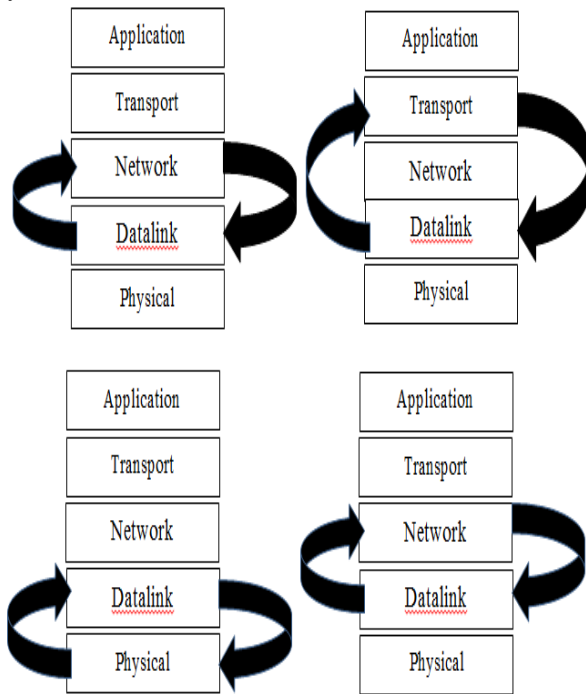 Application
Transport
Network
Datalink
Physical
Application
Transport
Network
Datalink
Physical
Application
Transport
Network
Datalink
Physical
Application
Transport
Network
Datalink
Physical